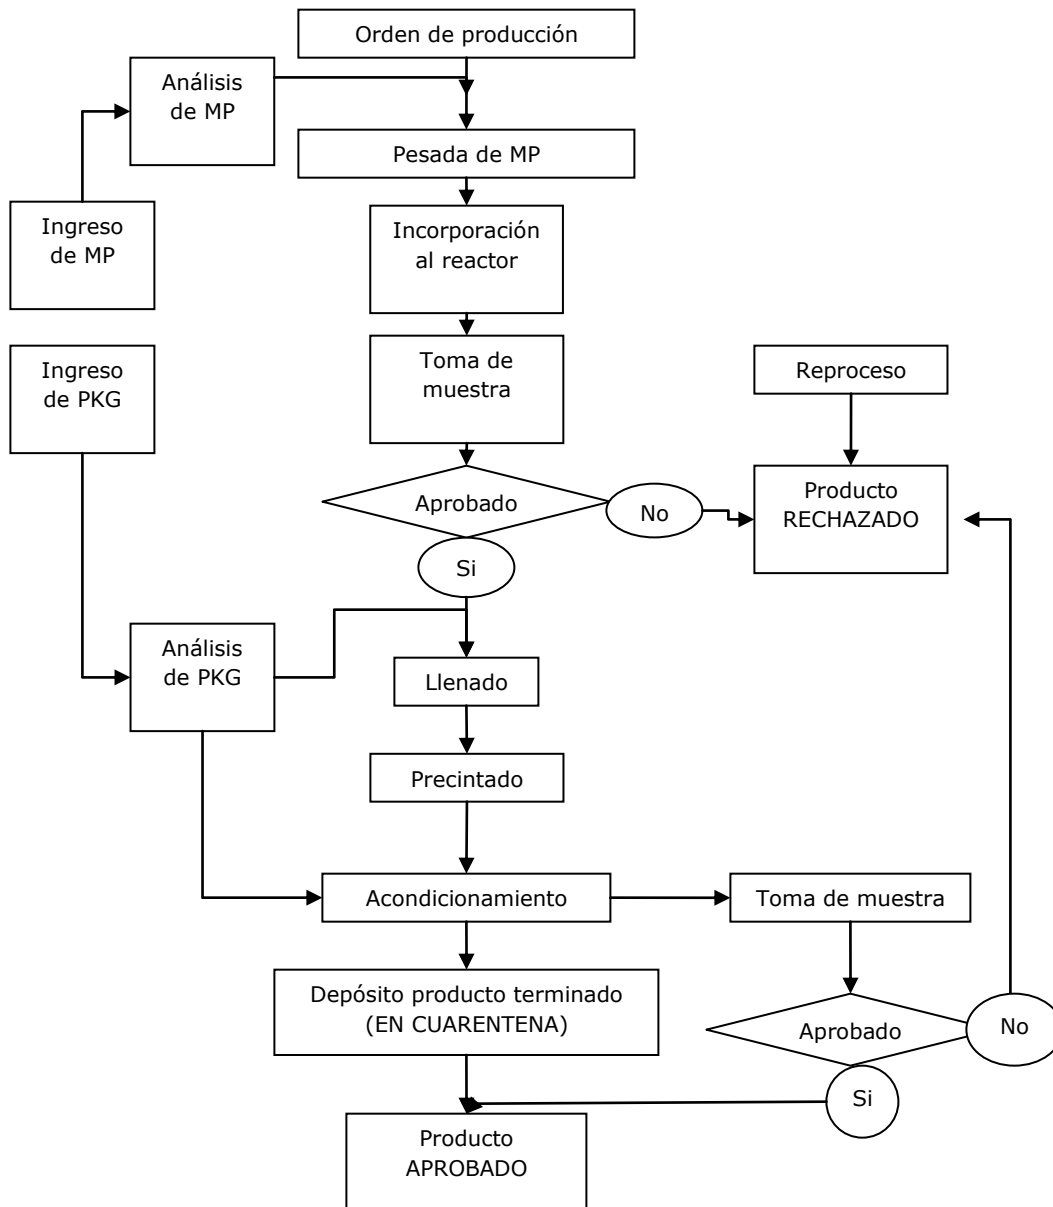 Orden de producción
Análisis
de MP
Pesada de MP
Ingreso
de MP
Incorporación
al reactor
Ingreso
de PKG
Toma de
muestra
Reproceso
Aprobado
No
Producto
RECHAZADO
Si
Análisis
de PKG
Llenado
Precintado
Acondicionamiento
Toma de muestra
Depósito producto terminado
(EN CUARENTENA)
Aprobado
No
Si
Producto
APROBADO